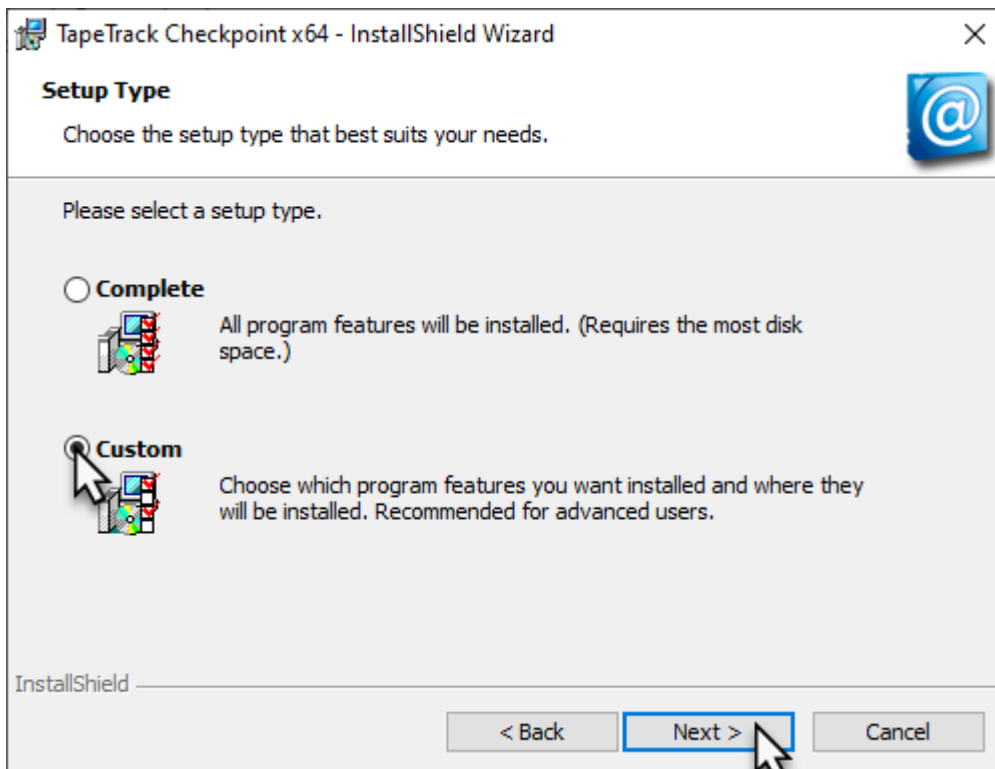 TapeTrack Checkpoint x64 - InstallShield Wizard
Setup Type
Choose the setup type that best suits your needs.
Please select a setup type.
Complete
All program features will be installed. (Requires the most disk
space.)
Custom
Choose which program features you want installed and where they
will be installed. Recommended for advanced users.
InstallShield
< Back
Next >
Cancel